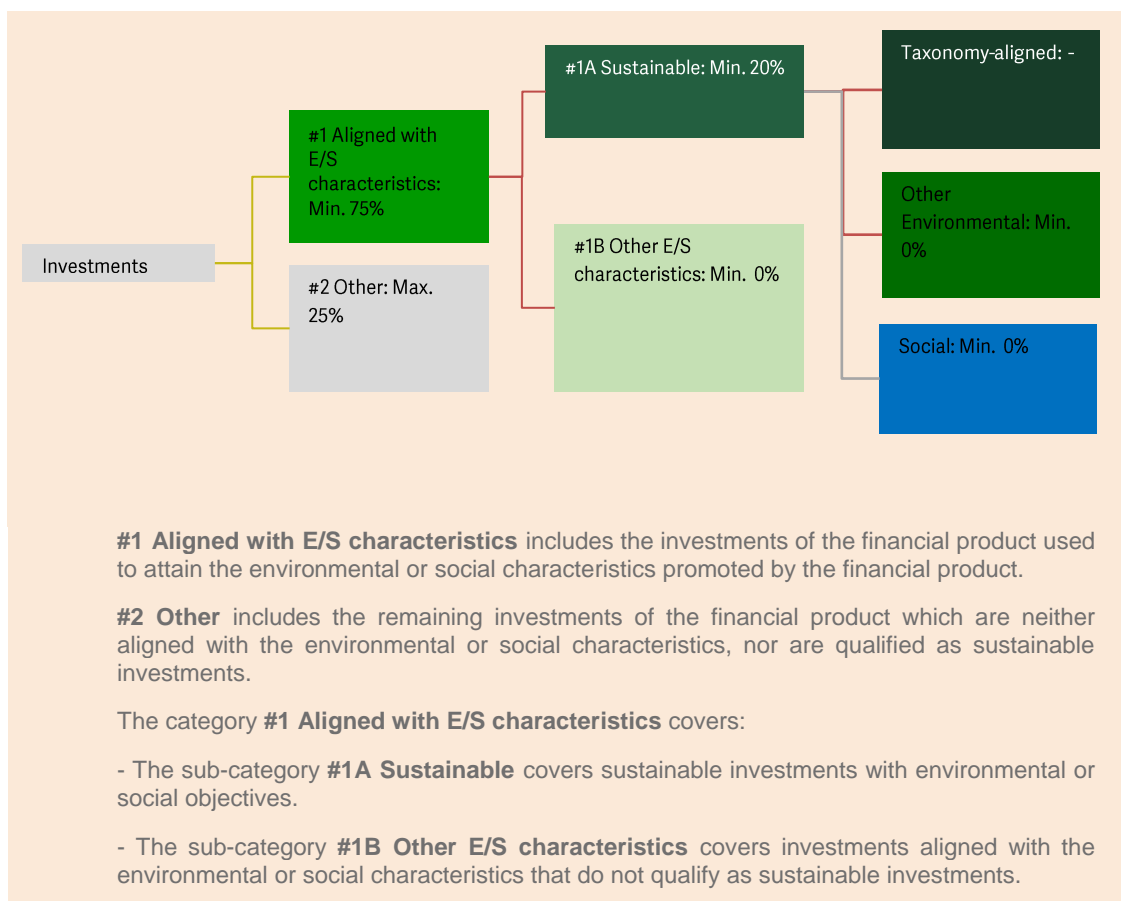 Investments
#1 Aligned with
E/S
characteristics:
Min. 75%
#2 Other: Max.
25%
#1A Sustainable: Min. 20%
#1B Other E/S
characteristics: Min. 0%
Taxonomy-aligned: -
Other
Environmental: Min.
0%
Social: Min. 0%
#1 Aligned with E/S characteristics includes the investments of the financial product used
to attain the environmental or social characteristics promoted by the financial product.
#2 Other includes the remaining investments of the financial product which are neither
aligned with the environmental or social characteristics, nor are qualified as sustainable
investments.
The category #1 Aligned with E/S characteristics covers:
- The sub-category #1A Sustainable covers sustainable investments with environmental or
social objectives.
- The sub-category #1B Other E/S characteristics covers investments aligned with the
environmental or social characteristics that do not qualify as sustainable investments.